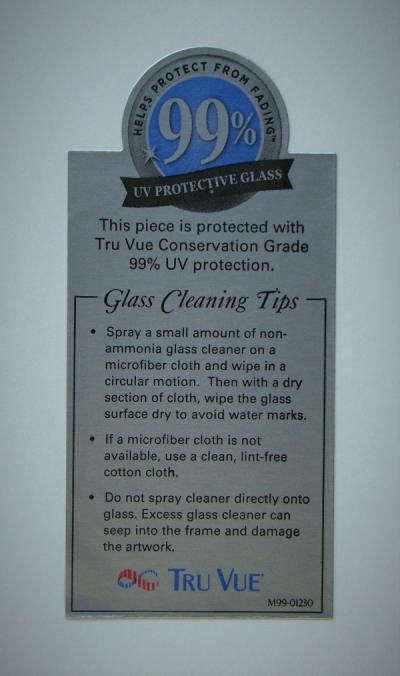 HELPS PROTECT FROM FADING™
99%
UV PROTECTIVE GLASS
This piece is protected with
Tru Vue Conservation Grade
99% UV protection.
Glass Cleaning Tips
• Spray a small amount of non-
ammonia glass cleaner on a
microfiber cloth and wipe in a
circular motion. Then with a dry
section of cloth, wipe the glass
surface dry to avoid water marks.
• If a microfiber cloth is not
available, use a clean, lint-free
cotton cloth.
• Do not spray cleaner directly onto
glass. Excess glass cleaner can
seep into the frame and damage
the artwork.
TRU VUE®
M99-01230